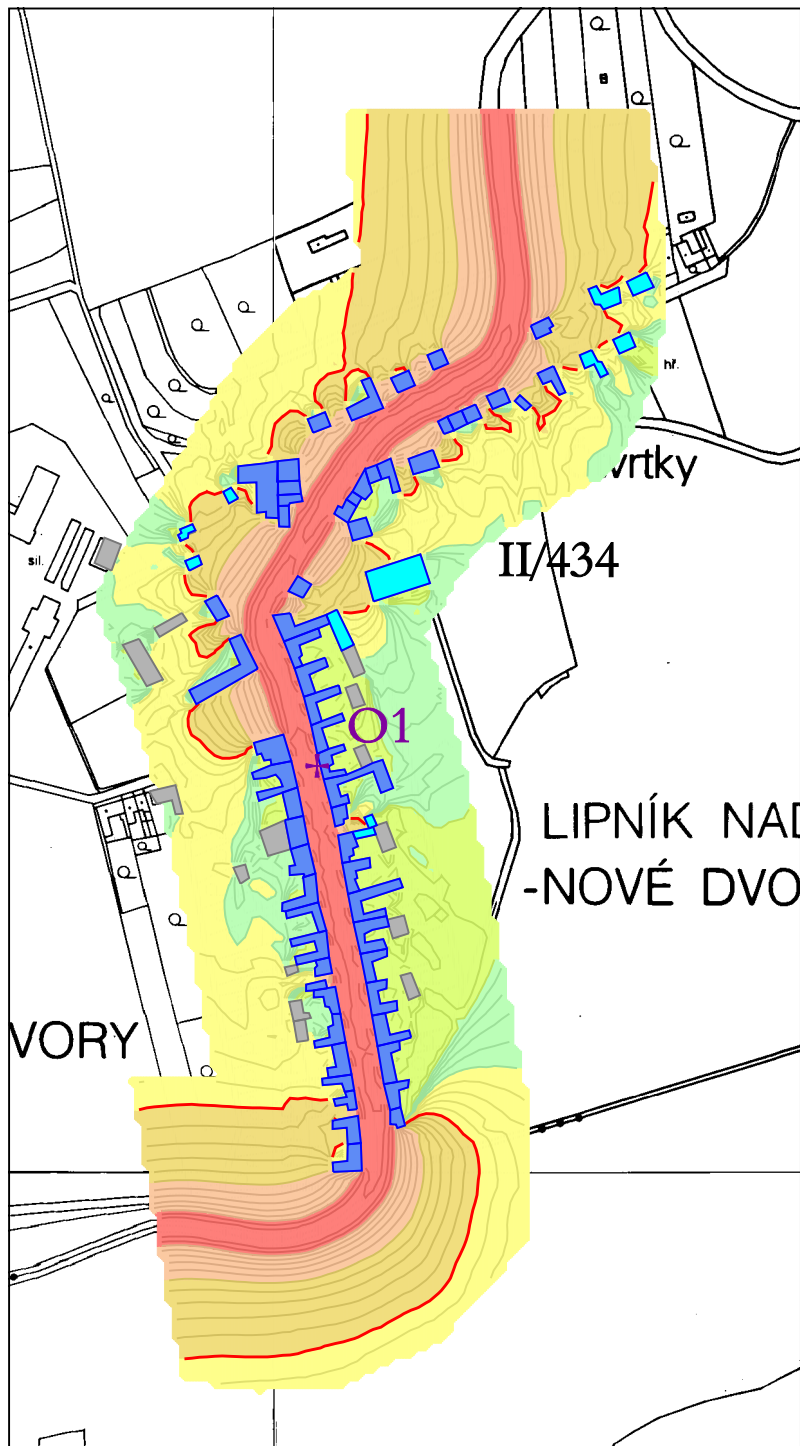 hř.
vrtky
II/434
sil.
O1
LIPNÍK NAD
-NOVÉ DVO
VORY